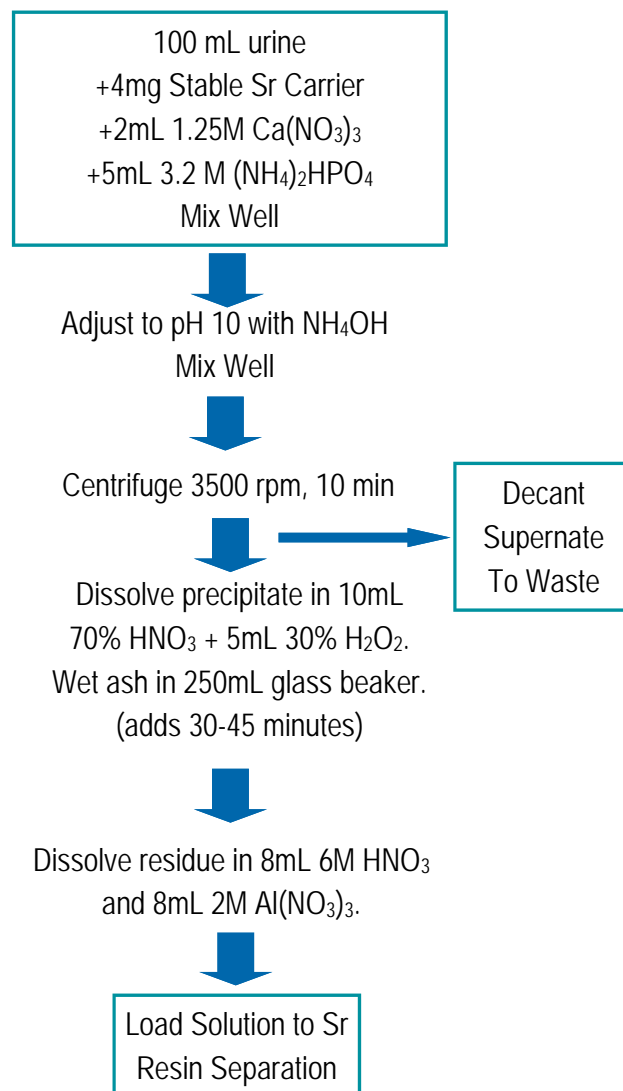 100 mL urine
+4mg Stable Sr Carrier
+2mL 1.25M Ca(NO₃)₃
+5mL 3.2 M (NH₄)₂HPO₄
Mix Well
Adjust to pH 10 with NH₄OH
Mix Well
Centrifuge 3500 rpm, 10 min
Decant
Supernate
To Waste
Dissolve precipitate in 10mL
70% HNO₃ + 5mL 30% H₂O₂.
Wet ash in 250mL glass beaker.
(adds 30-45 minutes)
Dissolve residue in 8mL 6M HNO₃
and 8mL 2M Al(NO₃)₃.
Load Solution to Sr
Resin Separation